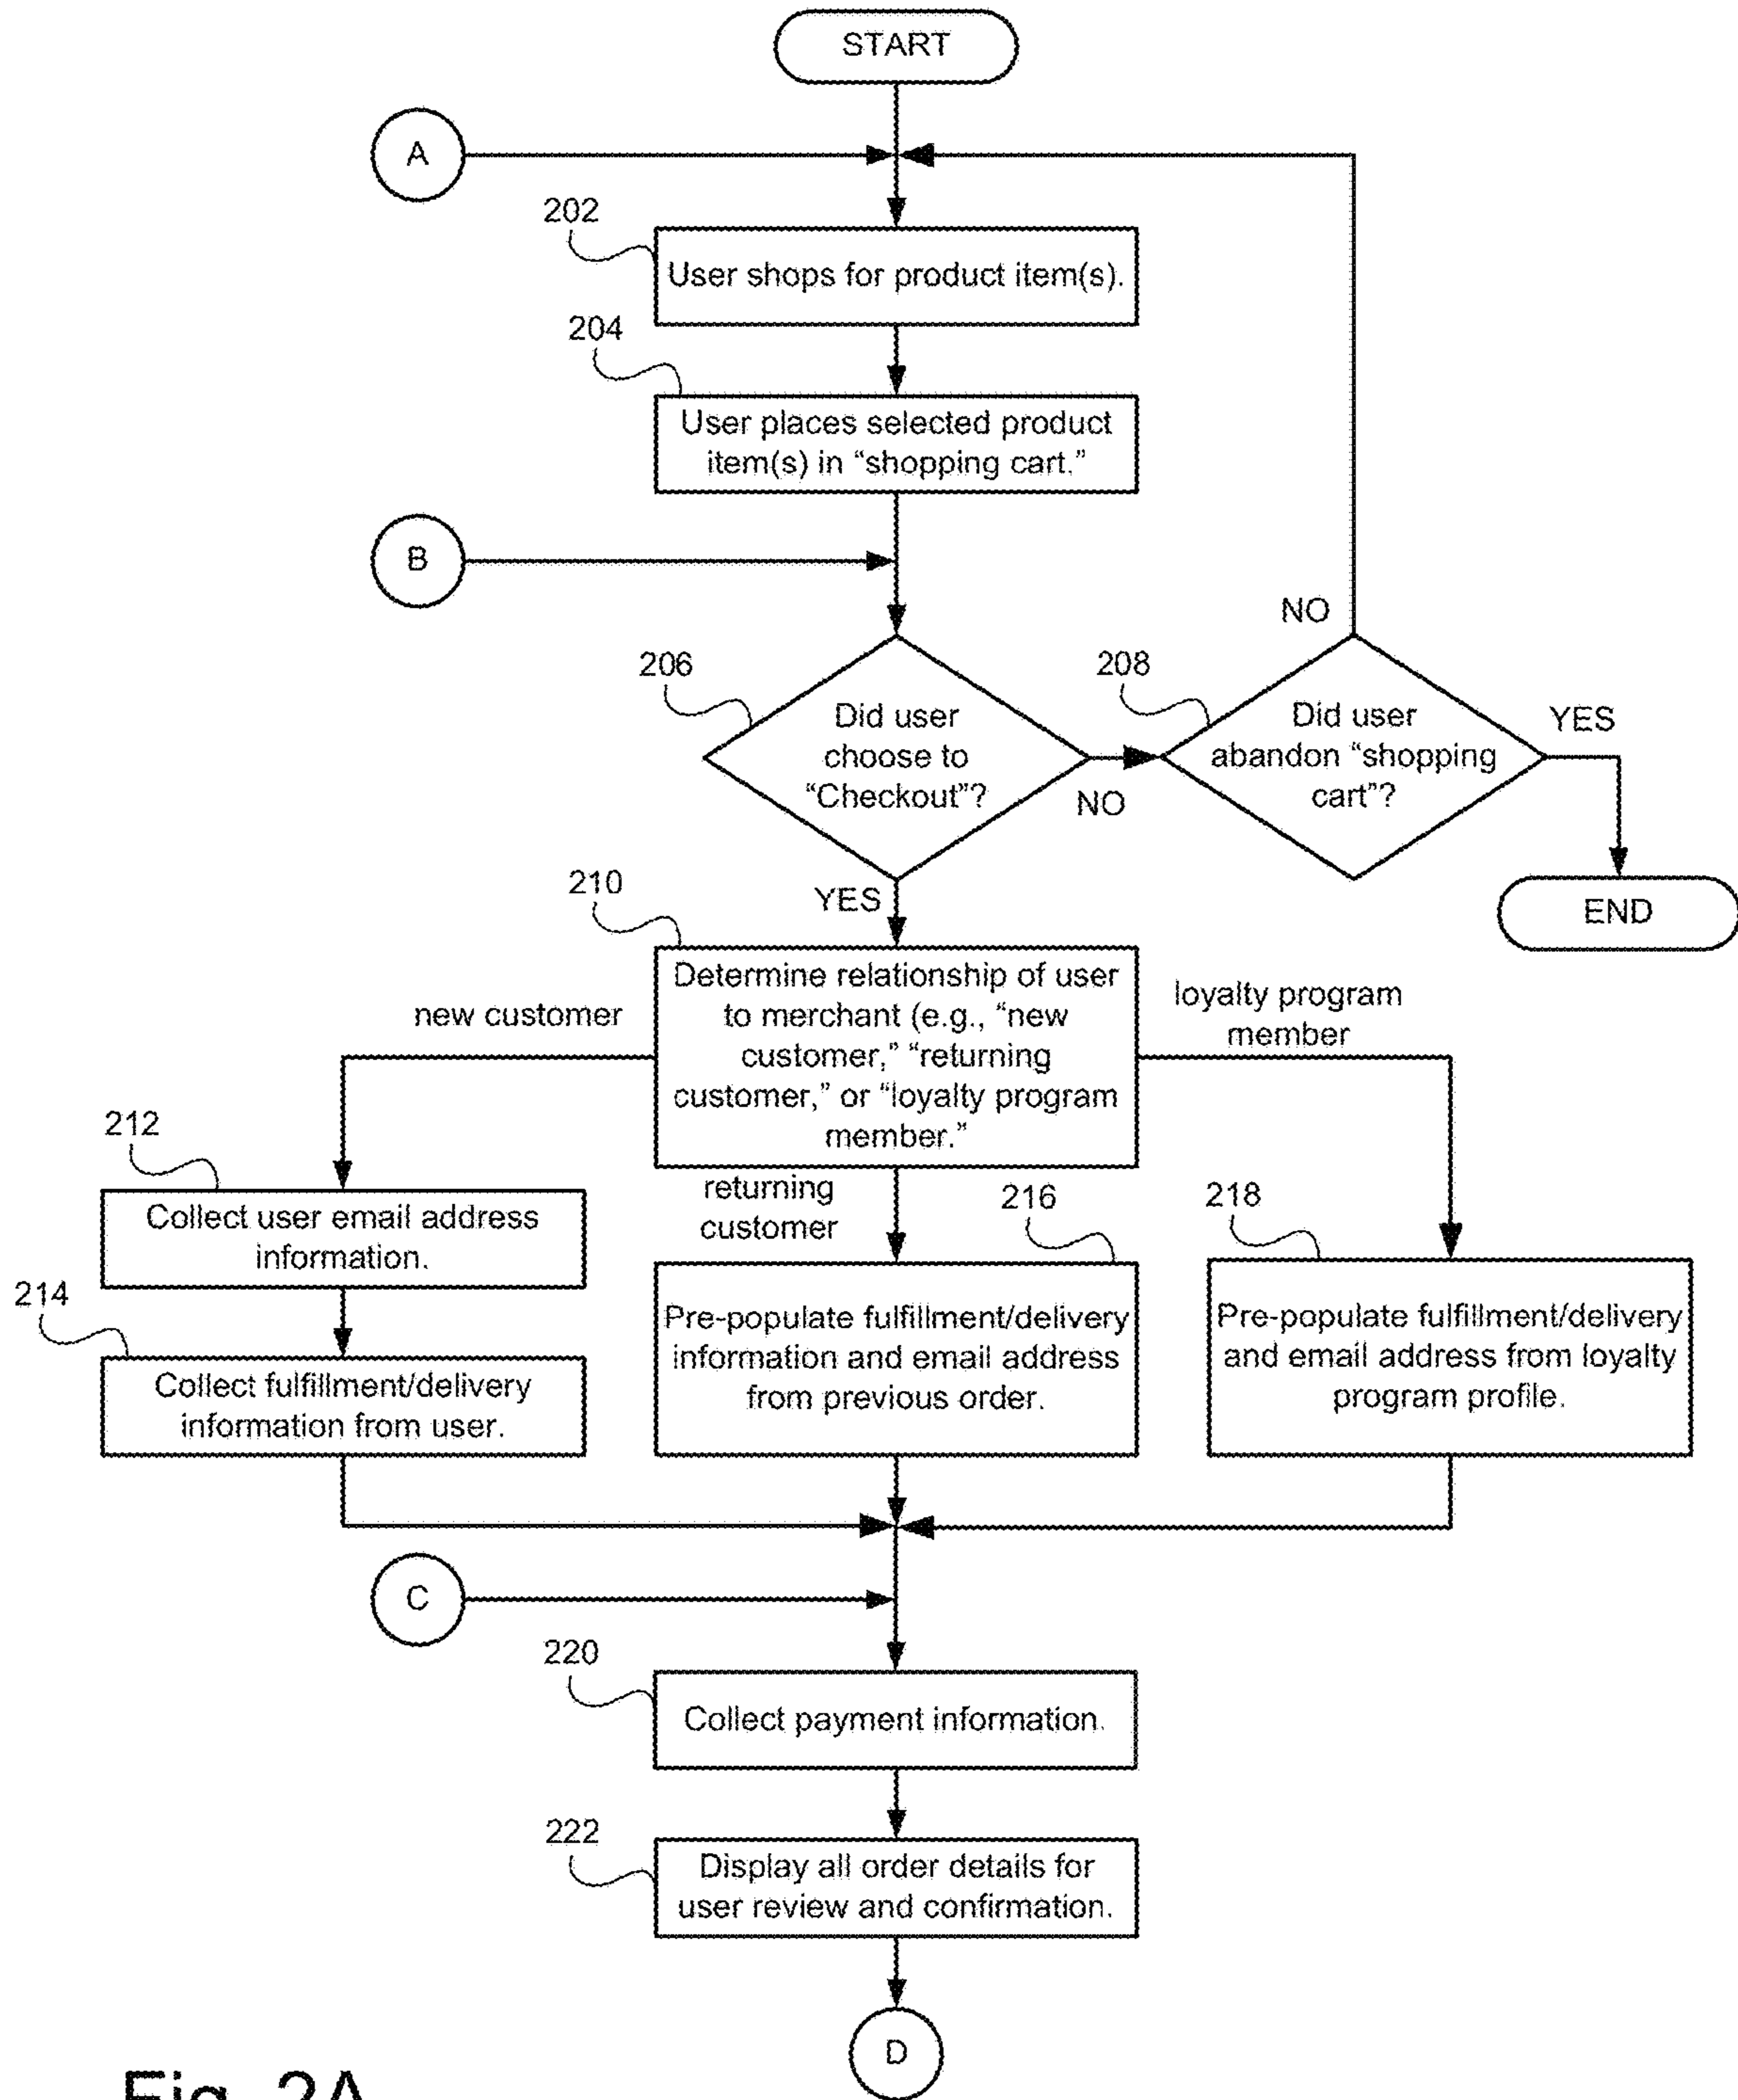 START
A
202
User shops for product item(s).
204
User places selected product
item(s) in “shopping cart.”
B
NO
206
208
Did user
choose to
“Checkout”?
NO
Did user
abandon “shopping
cart”?
YES
END
YES
210
Determine relationship of user
to merchant (e.g., “new
customer,” “returning
customer,” or “loyalty program
member.”
new customer
loyalty program
member
returning
customer
212
Collect user email address
information.
214
Collect fulfillment/delivery
information from user.
216
Pre-populate fulfillment/delivery
information and email address
from previous order.
218
Pre-populate fulfillment/delivery
and email address from loyalty
program profile.
C
220
Collect payment information.
222
Display all order details for
user review and confirmation.
D
Fig. 2A